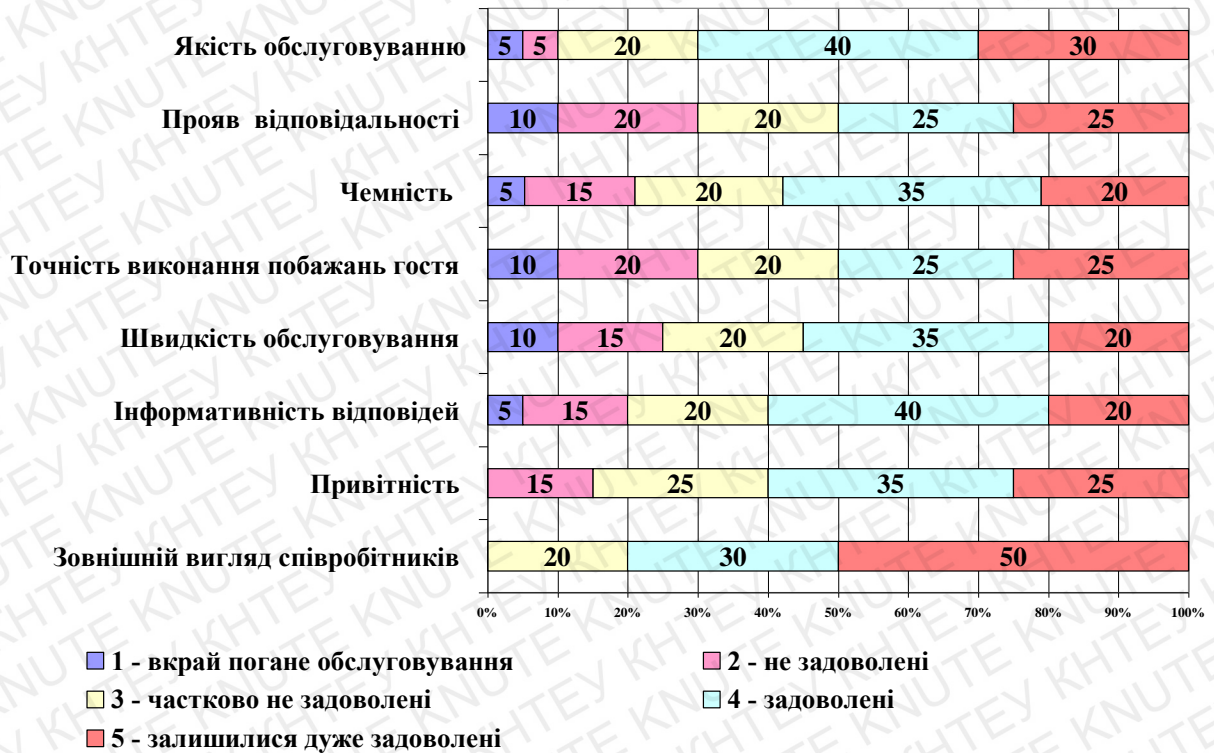 Якість обслуговуванню 5 5 20 40 30
Прояв відповідальності 10 20 20 25 25
Чемність 5 15 20 35 20
Точність виконання побажань гостя 10 20 20 25 25
Швидкість обслуговування 10 15 20 35 20
Інформативність відповідей 5 15 20 40 20
Привітність 15 25 35 25
Зовнішній вигляд співробітників 20 30 50
0% 10% 20% 30% 40% 50% 60% 70% 80% 90% 100%
1 - вкрай погане обслуговування 2 - не задоволені
3 - частково не задоволені 4 - задоволені
5 - залишилися дуже задоволені